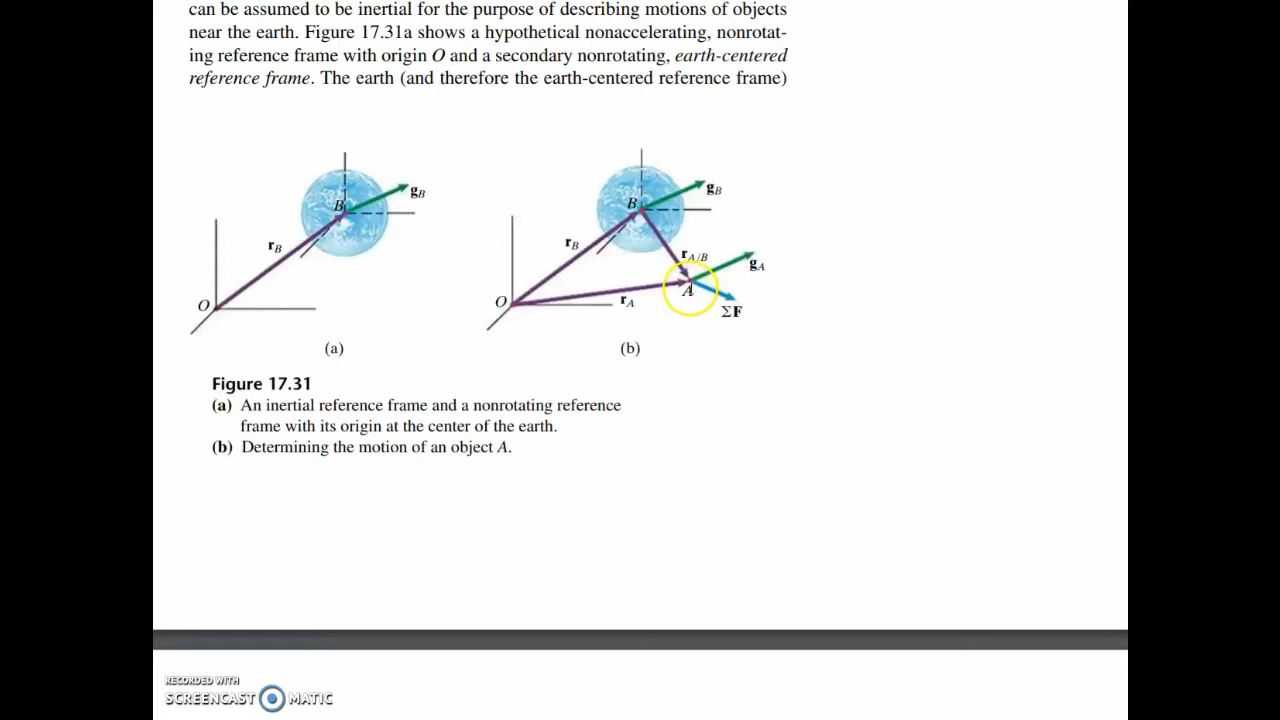 can be assumed to be inertial for the purpose of describing motions of objects
near the earth. Figure 17.31a shows a hypothetical nonaccelerating, nonrotat-
ing reference frame with origin O and a secondary nonrotating, earth-centered
reference frame. The earth (and therefore the earth-centered reference frame)
B
gB
rB
O
(a)
B
gB
rB
rA/B
gA
A
O
rA
ΣF
(b)
Figure 17.31
(a) An inertial reference frame and a nonrotating reference
frame with its origin at the center of the earth.
(b) Determining the motion of an object A.
RECORDED WITH
SCREENCAST MATIC